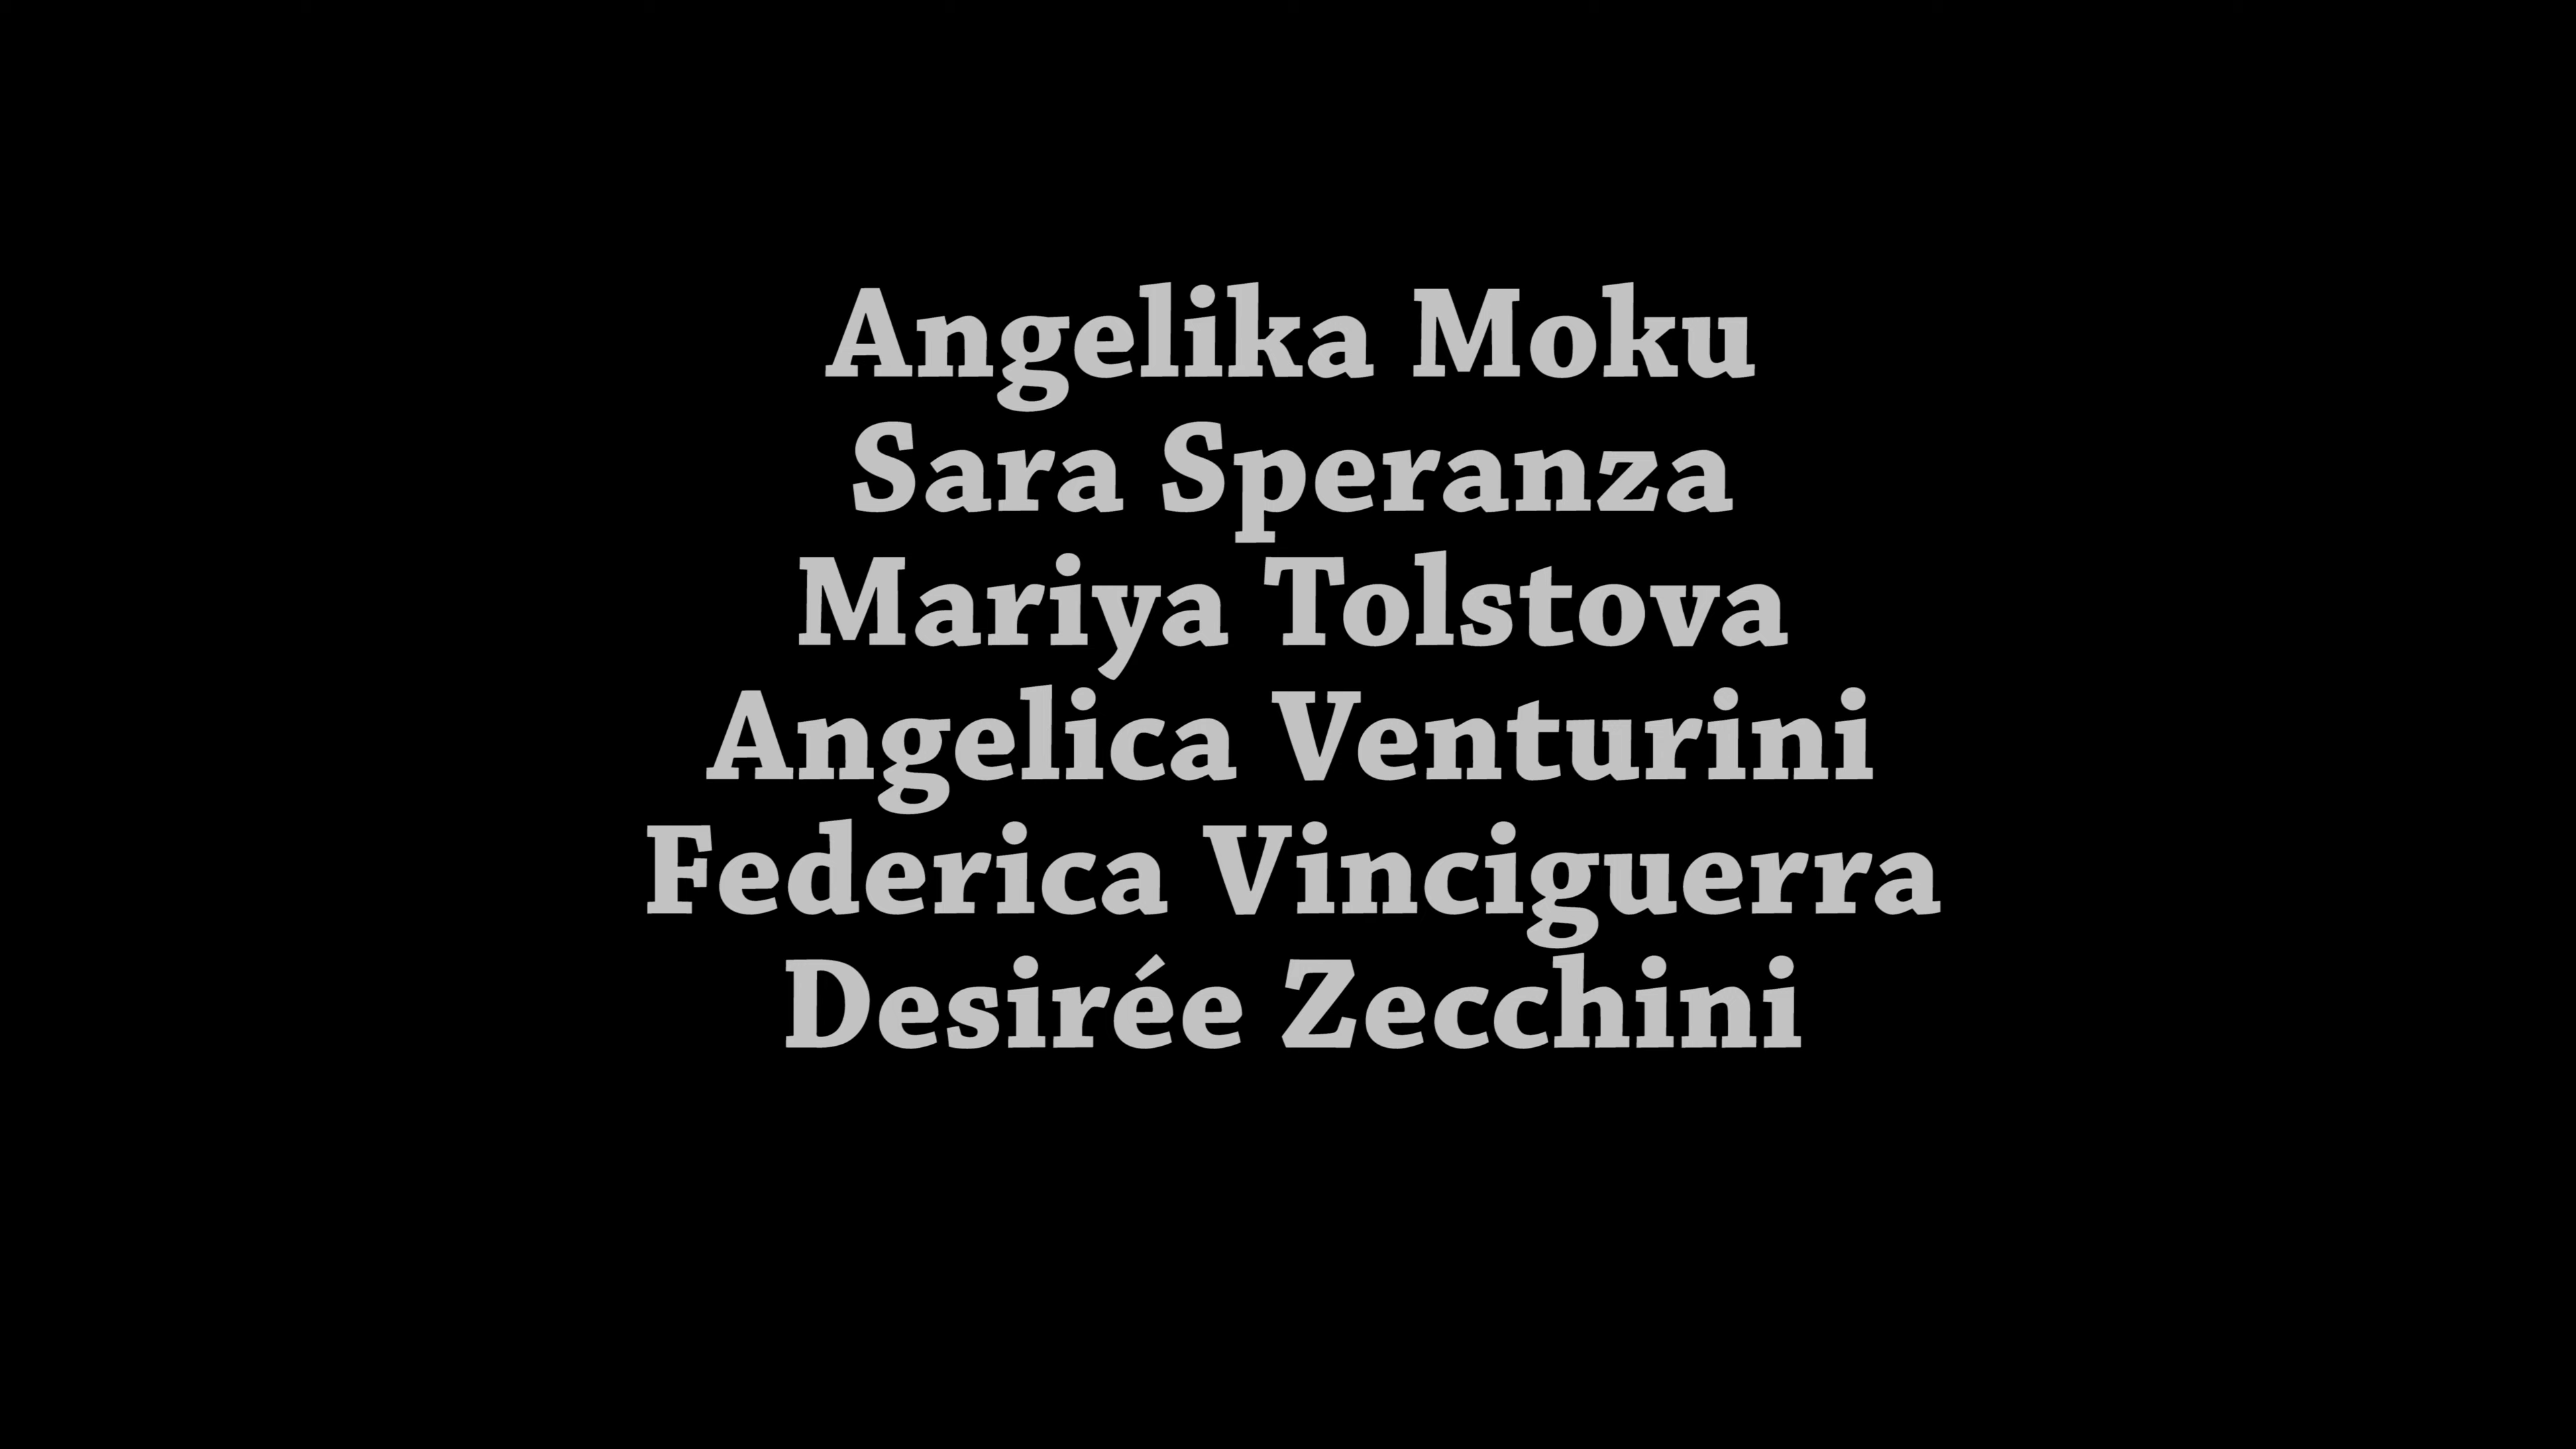 Angelika Moku
Sara Speranza
Mariya Tolstova
Angelica Venturini
Federica Vinciguerra
Desirée Zecchini